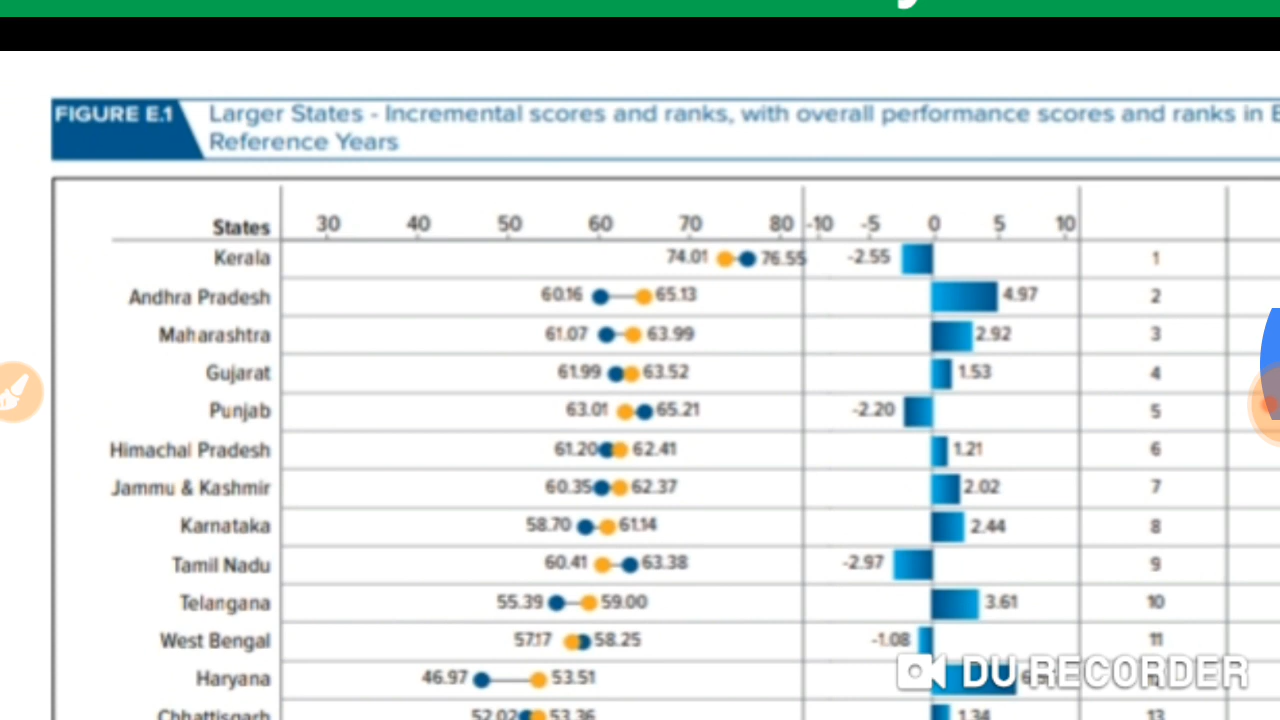 FIGURE E.1
Larger States - Incremental scores and ranks, with overall performance scores and ranks in
Reference Years
States 30 40 50 60 70 80 -10 -5 0 5 10
Kerala 74.01 76.55 -2.55 1
Andhra Pradesh 60.16 65.13 4.97 2
Maharashtra 61.07 63.99 2.92 3
Gujarat 61.99 63.52 1.53 4
Punjab 63.01 65.21 -2.20 5
Himachal Pradesh 61.20 62.41 1.21 6
Jammu & Kashmir 60.35 62.37 2.02 7
Karnataka 58.70 61.14 2.44 8
Tamil Nadu 60.41 63.38 -2.97 9
Telangana 55.39 59.00 3.61 10
West Bengal 57.17 58.25 -1.08 11
Haryana 46.97 53.51
DU RECORDER
Chhattisgarh 52.02 53.36 1.34 13